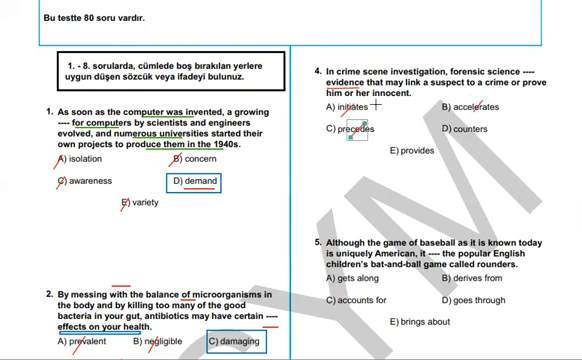 Bu testte 80 soru vardır.
1. - 8. sorularda, cümlede boş bırakılan yerlere
uygun düşen sözcük veya ifadeyi bulunuz.
1. As soon as the computer was invented, a growing
---- for computers by scientists and engineers
evolved, and numerous universities started their
own projects to produce them in the 1940s.
A) isolation
B) concern
C) awareness
D) demand
E) variety
2. By messing with the balance of microorganisms in
the body and by killing too many of the good
bacteria in your gut, antibiotics may have certain ----
effects on your health.
A) prevalent
B) negligible
C) damaging
4. In crime scene investigation, forensic science ----
evidence that may link a suspect to a crime or prove
him or her innocent.
A) initiates
B) accelerates
C) precedes
D) counters
E) provides
5. Although the game of baseball as it is known today
is uniquely American, it ---- the popular English
children's bat-and-ball game called rounders.
A) gets along
B) derives from
C) accounts for
D) goes through
E) brings about
SYM